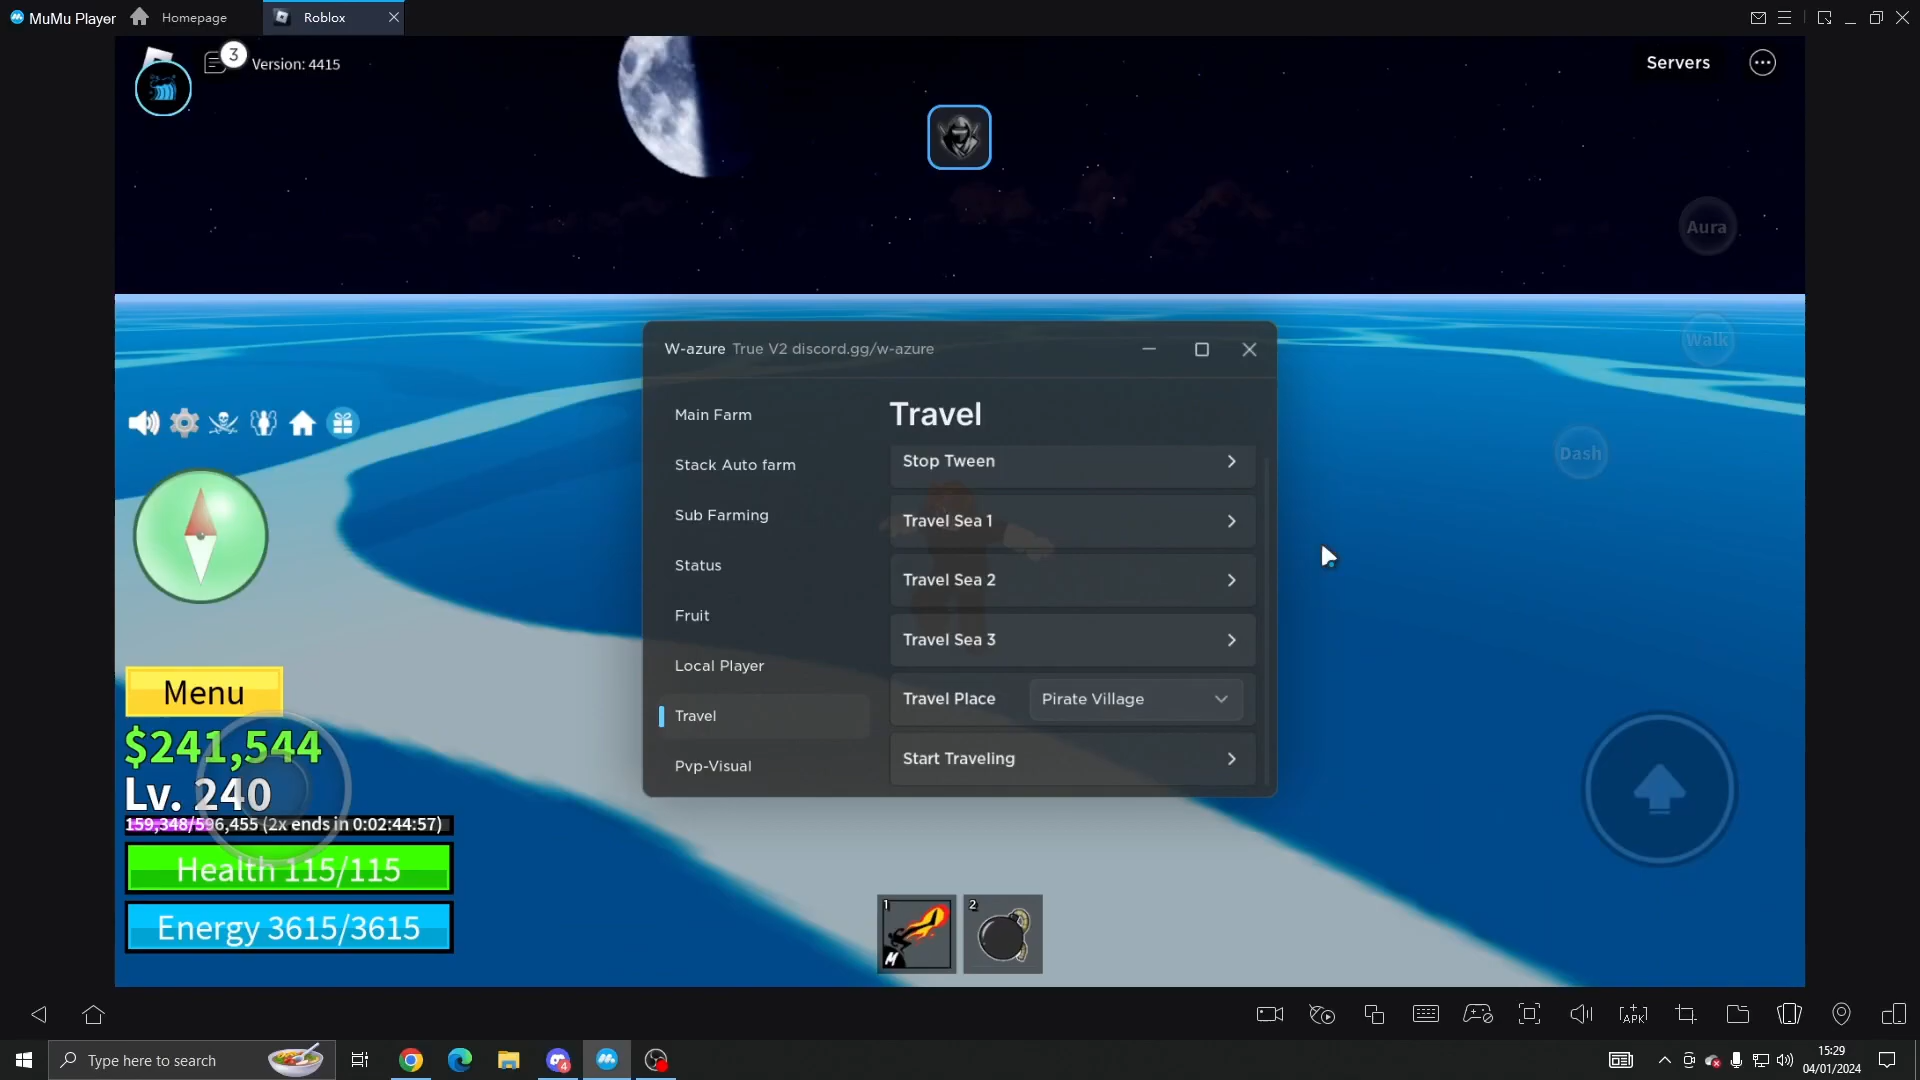 MuMu Player
Homepage
Roblox
3
Version: 4415
Servers
Aura
Walk
Dash
W-azure True V2 discord.gg/w-azure
Main Farm
Stack Auto farm
Sub Farming
Status
Fruit
Local Player
Travel
Pvp-Visual
Travel
Stop Tween
Travel Sea 1
Travel Sea 2
Travel Sea 3
Travel Place Pirate Village
Start Traveling
Menu
$241,544
Lv. 240
159,348/596,455 (2x ends in 0:02:44:57)
Health 115/115
Energy 3615/3615
1
M
2
APK
Type here to search
4
15:29
04/01/2024